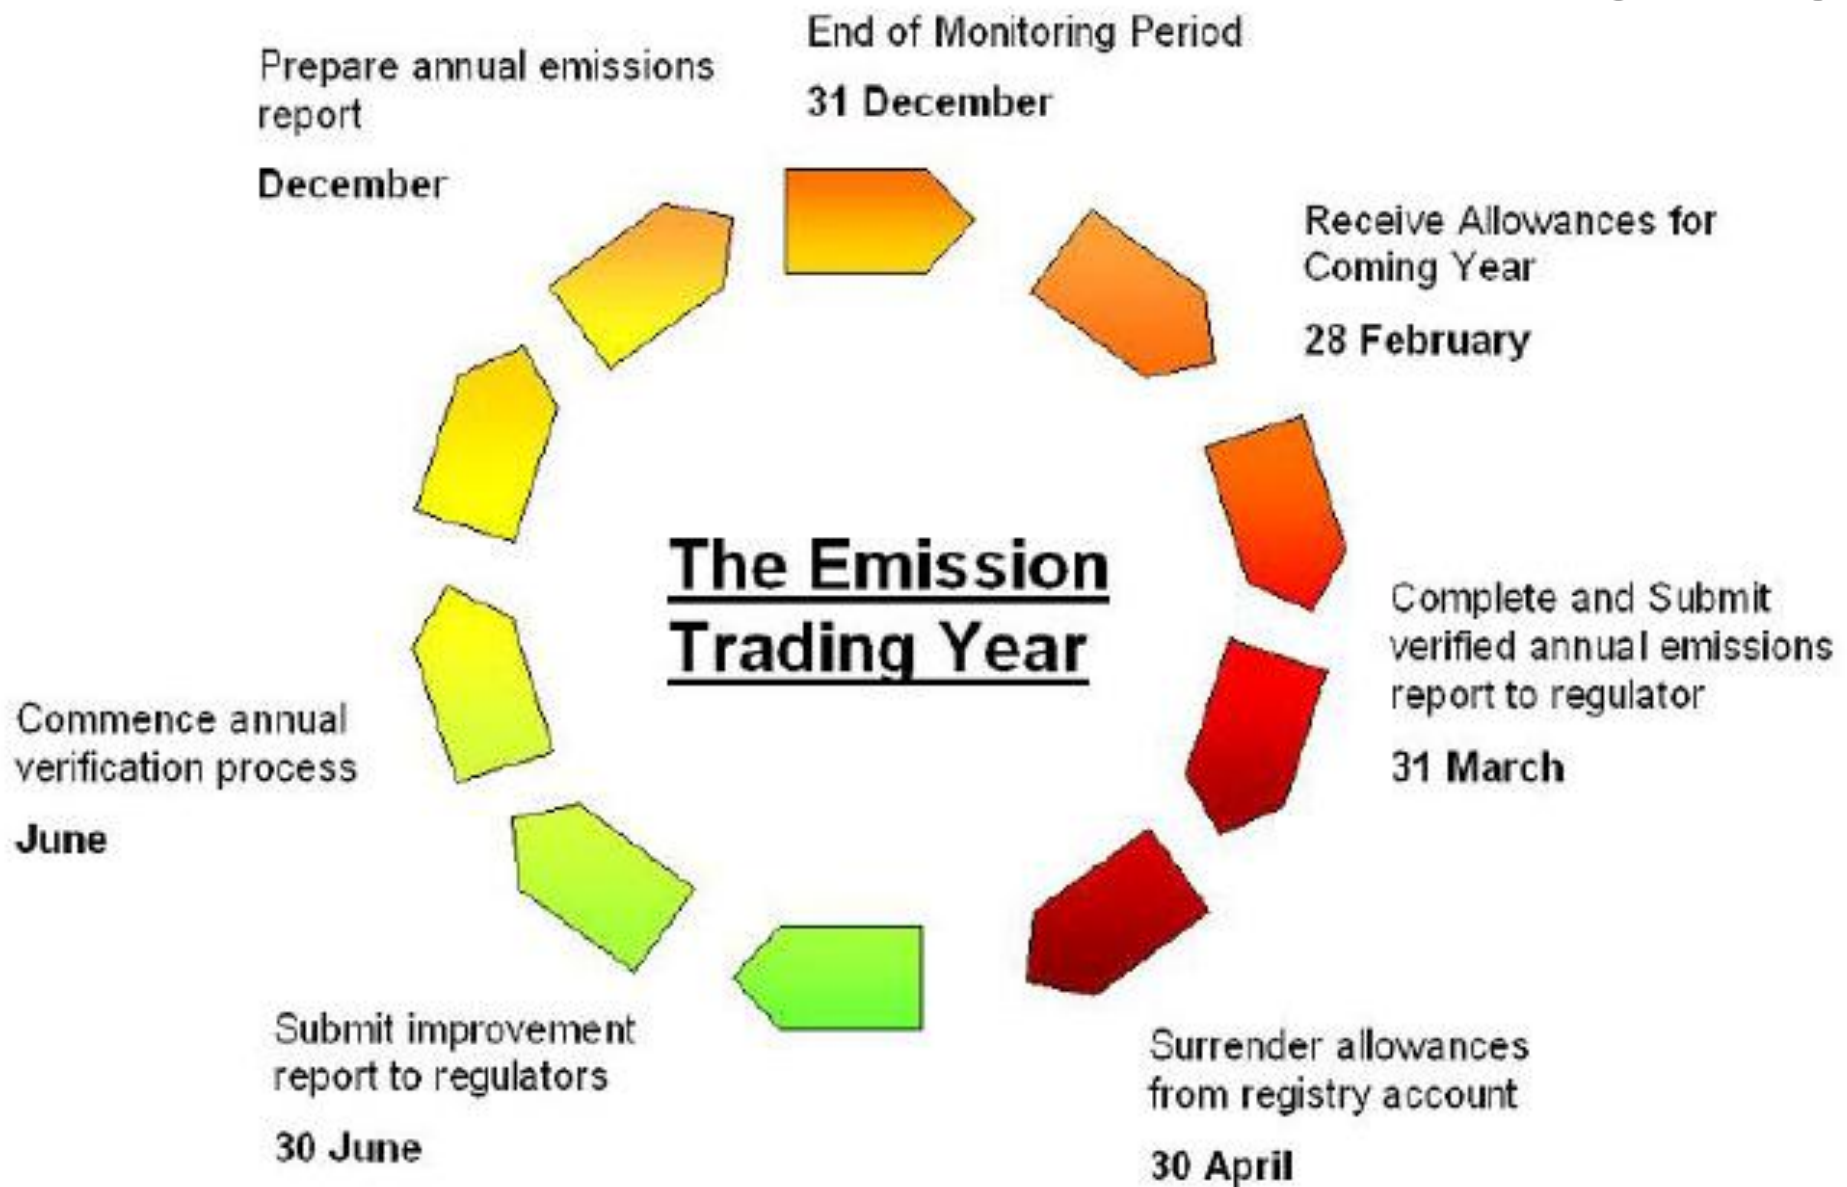 End of Monitoring Period
31 December
Prepare annual emissions
report
December
Receive Allowances for
Coming Year
28 February
The Emission
Trading Year
Complete and Submit
verified annual emissions
report to regulator
31 March
Commence annual
verification process
June
Submit improvement
report to regulators
30 June
Surrender allowances
from registry account
30 April